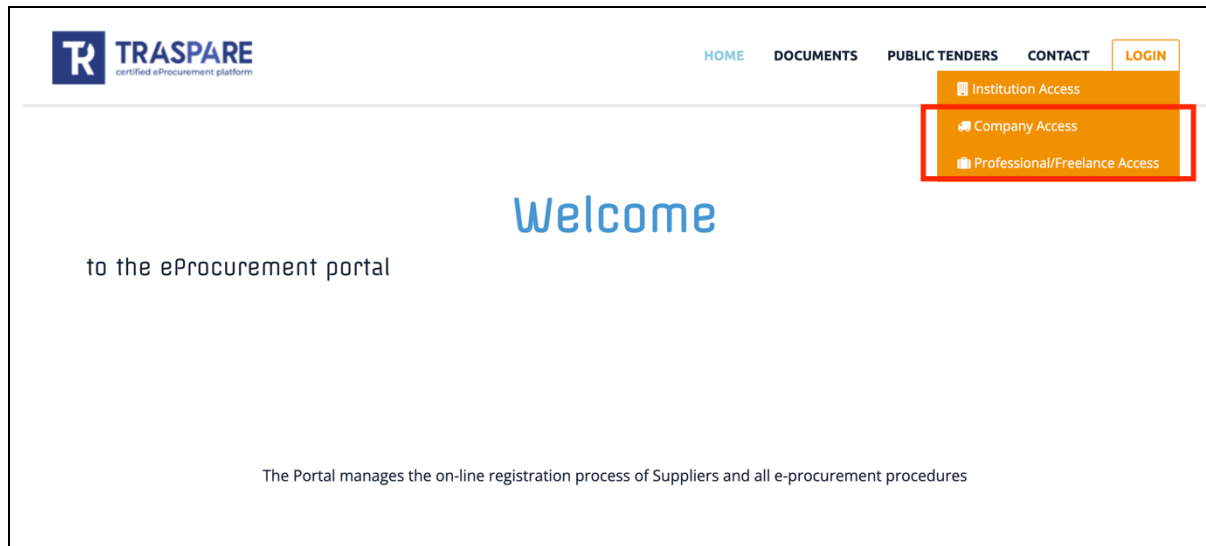 TRASPARE
certified eProcurement platform
HOME DOCUMENTS PUBLIC TENDERS CONTACT LOGIN
Institution Access
Company Access
Professional/Freelance Access
Welcome
to the eProcurement portal
The Portal manages the on-line registration process of Suppliers and all e-procurement procedures